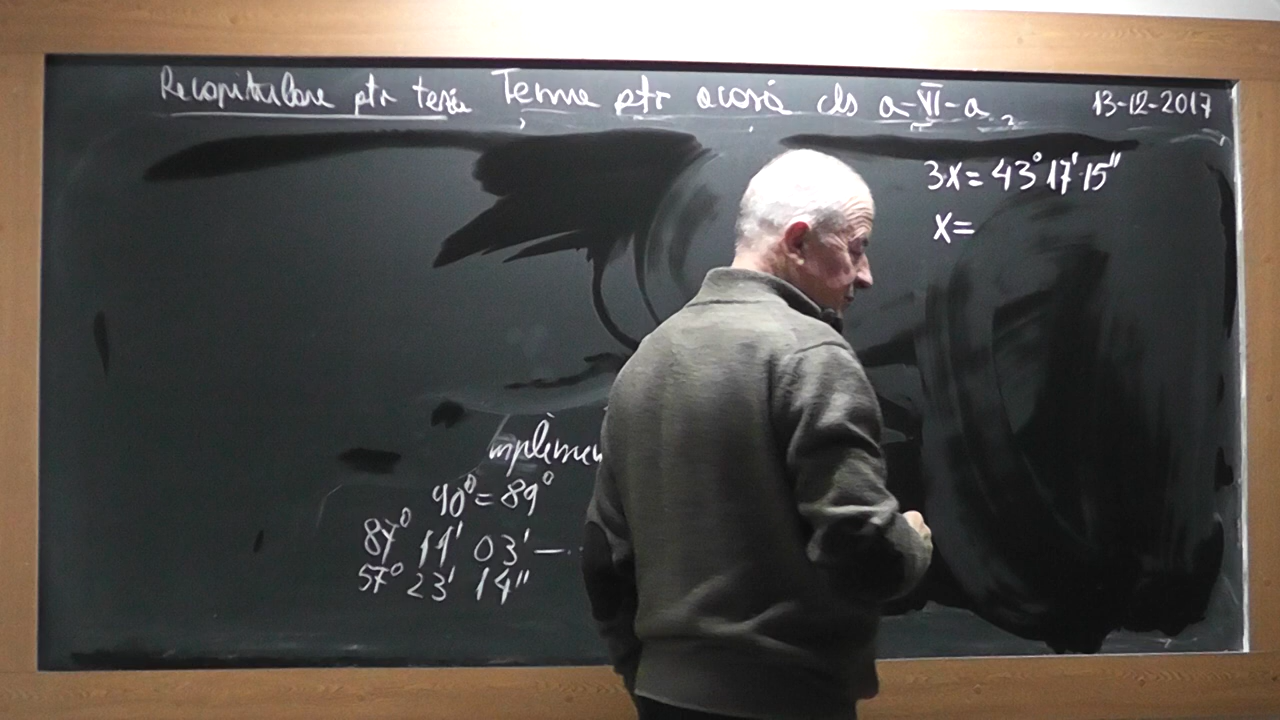 Recapitulare ptr teză Teme ptr acasă cls a-VI-a 13-12-2017
3x = 43° 17' 15"
x =
90° = 89°
87° 11' 03' —
57° 23' 14"